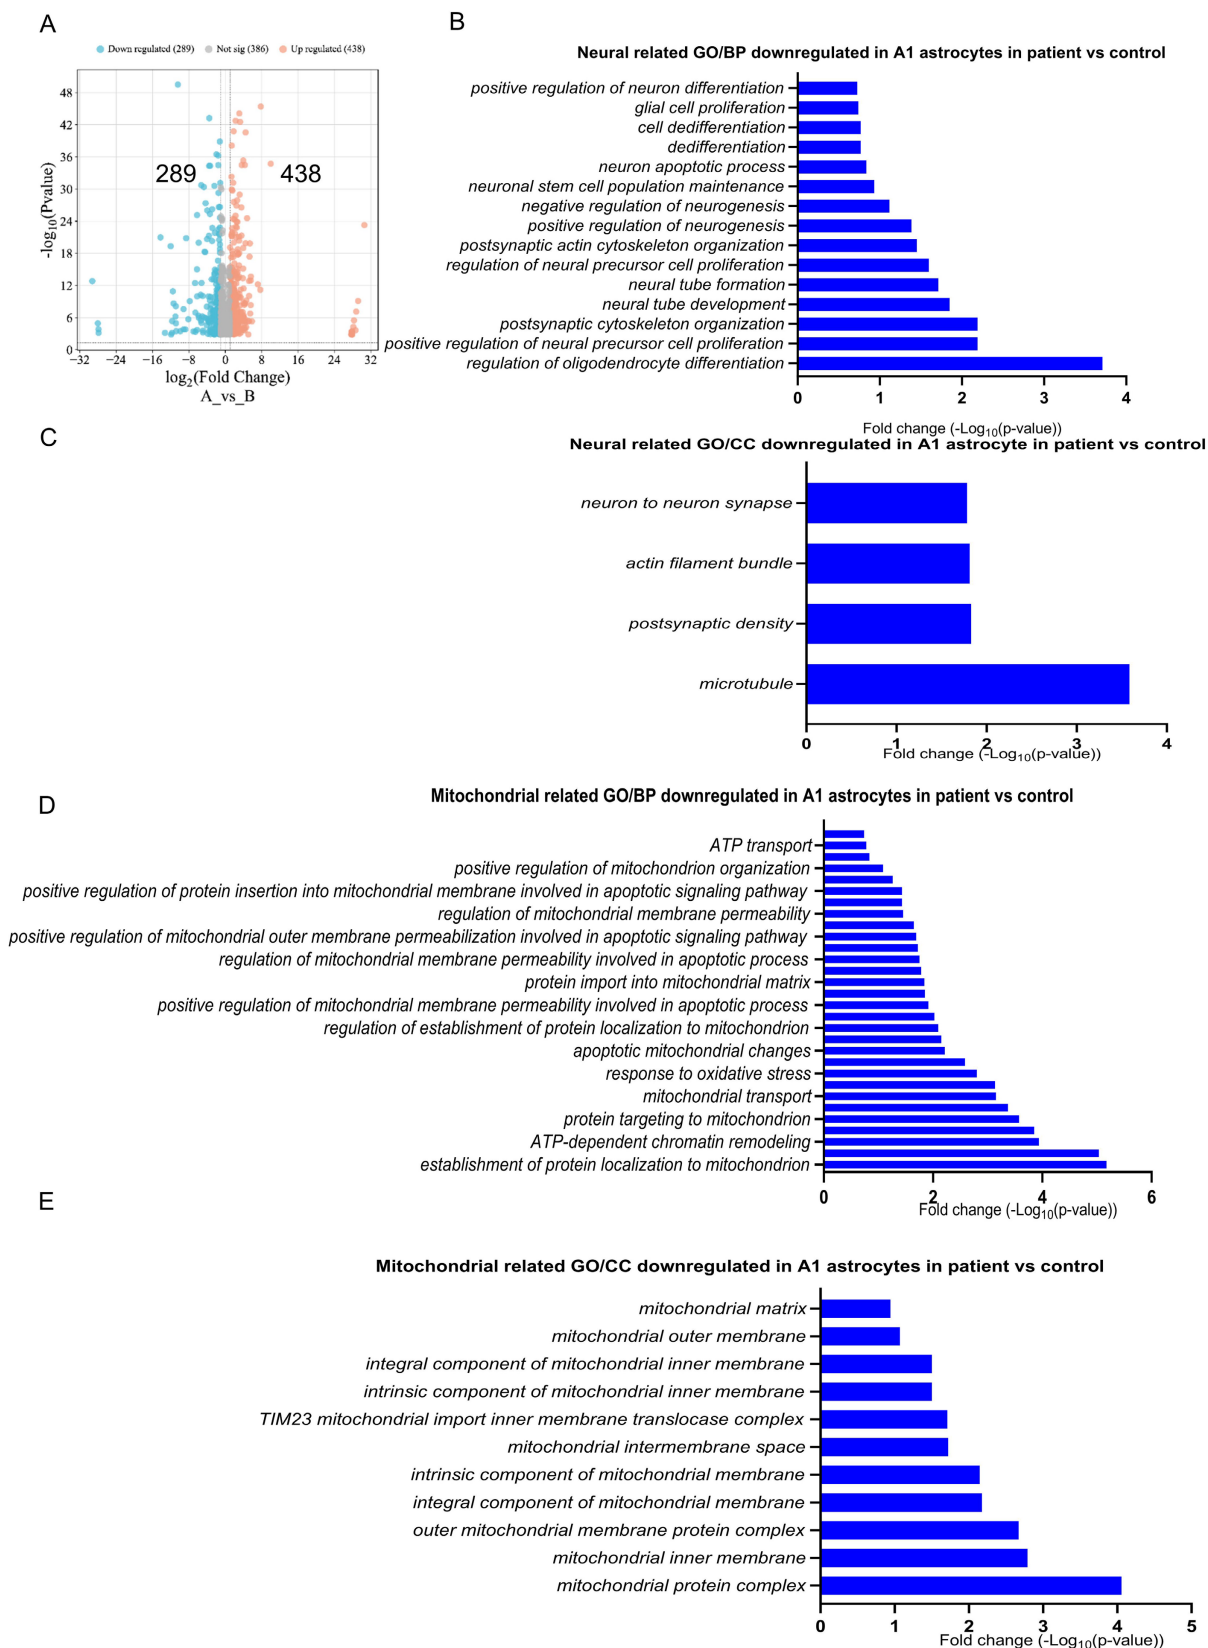 A
Down regulated (289) Not sig (386) Up regulated (438)
289
438
-log10(Pvalue)
48
42
36
30
24
18
12
6
0
−32 −24 −16 −8 0 8 16 24 32
log2(Fold Change)
A_vs_B
B
Neural related GO/BP downregulated in A1 astrocytes in patient vs control
positive regulation of neuron differentiation
glial cell proliferation
cell dedifferentiation
dedifferentiation
neuron apoptotic process
neuronal stem cell population maintenance
negative regulation of neurogenesis
positive regulation of neurogenesis
postsynaptic actin cytoskeleton organization
regulation of neural precursor cell proliferation
neural tube formation
neural tube development
postsynaptic cytoskeleton organization
positive regulation of neural precursor cell proliferation
regulation of oligodendrocyte differentiation
0 1 2 3 4
Fold change (-Log10(p-value))
C
Neural related GO/CC downregulated in A1 astrocyte in patient vs control
neuron to neuron synapse
actin filament bundle
postsynaptic density
microtubule
0 1 2 3 4
Fold change (-Log10(p-value))
D
Mitochondrial related GO/BP downregulated in A1 astrocytes in patient vs control
ATP transport
positive regulation of mitochondrion organization
positive regulation of protein insertion into mitochondrial membrane involved in apoptotic signaling pathway
regulation of mitochondrial membrane permeability
positive regulation of mitochondrial outer membrane permeabilization involved in apoptotic signaling pathway
regulation of mitochondrial membrane permeability involved in apoptotic process
protein import into mitochondrial matrix
positive regulation of mitochondrial membrane permeability involved in apoptotic process
regulation of establishment of protein localization to mitochondrion
apoptotic mitochondrial changes
response to oxidative stress
mitochondrial transport
protein targeting to mitochondrion
ATP-dependent chromatin remodeling
establishment of protein localization to mitochondrion
0 2 4 6
Fold change (-Log10(p-value))
E
Mitochondrial related GO/CC downregulated in A1 astrocytes in patient vs control
mitochondrial matrix
mitochondrial outer membrane
integral component of mitochondrial inner membrane
intrinsic component of mitochondrial inner membrane
TIM23 mitochondrial import inner membrane translocase complex
mitochondrial intermembrane space
intrinsic component of mitochondrial membrane
integral component of mitochondrial membrane
outer mitochondrial membrane protein complex
mitochondrial inner membrane
mitochondrial protein complex
0 1 2 3 4 5
Fold change (-Log10(p-value))